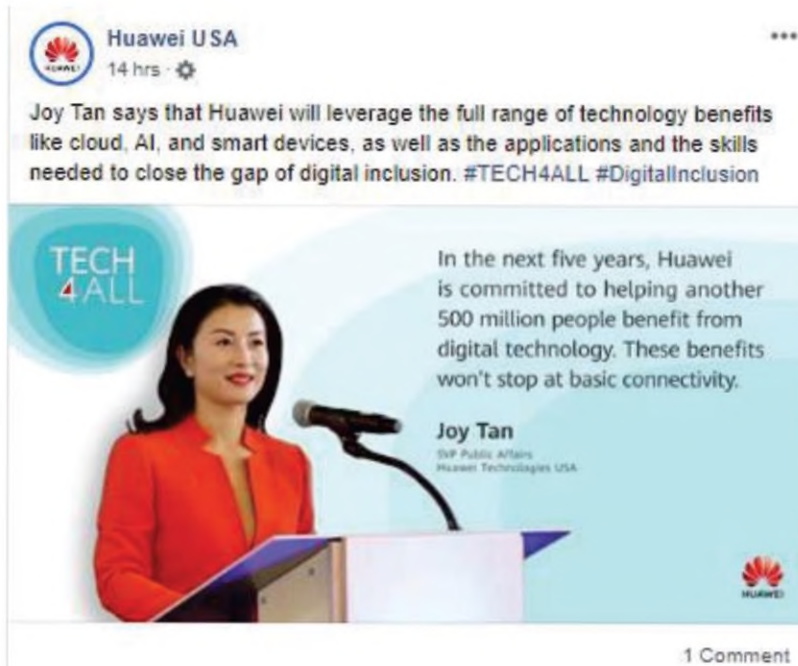 Huawei USA
14 hrs ·
Joy Tan says that Huawei will leverage the full range of technology benefits
like cloud, AI, and smart devices, as well as the applications and the skills
needed to close the gap of digital inclusion. #TECH4ALL #DigitalInclusion
TECH
4ALL
In the next five years, Huawei
is committed to helping another
500 million people benefit from
digital technology. These benefits
won't stop at basic connectivity.
Joy Tan
SVP Public Affairs
Huawei Technologies USA
HUAWEI
1 Comment